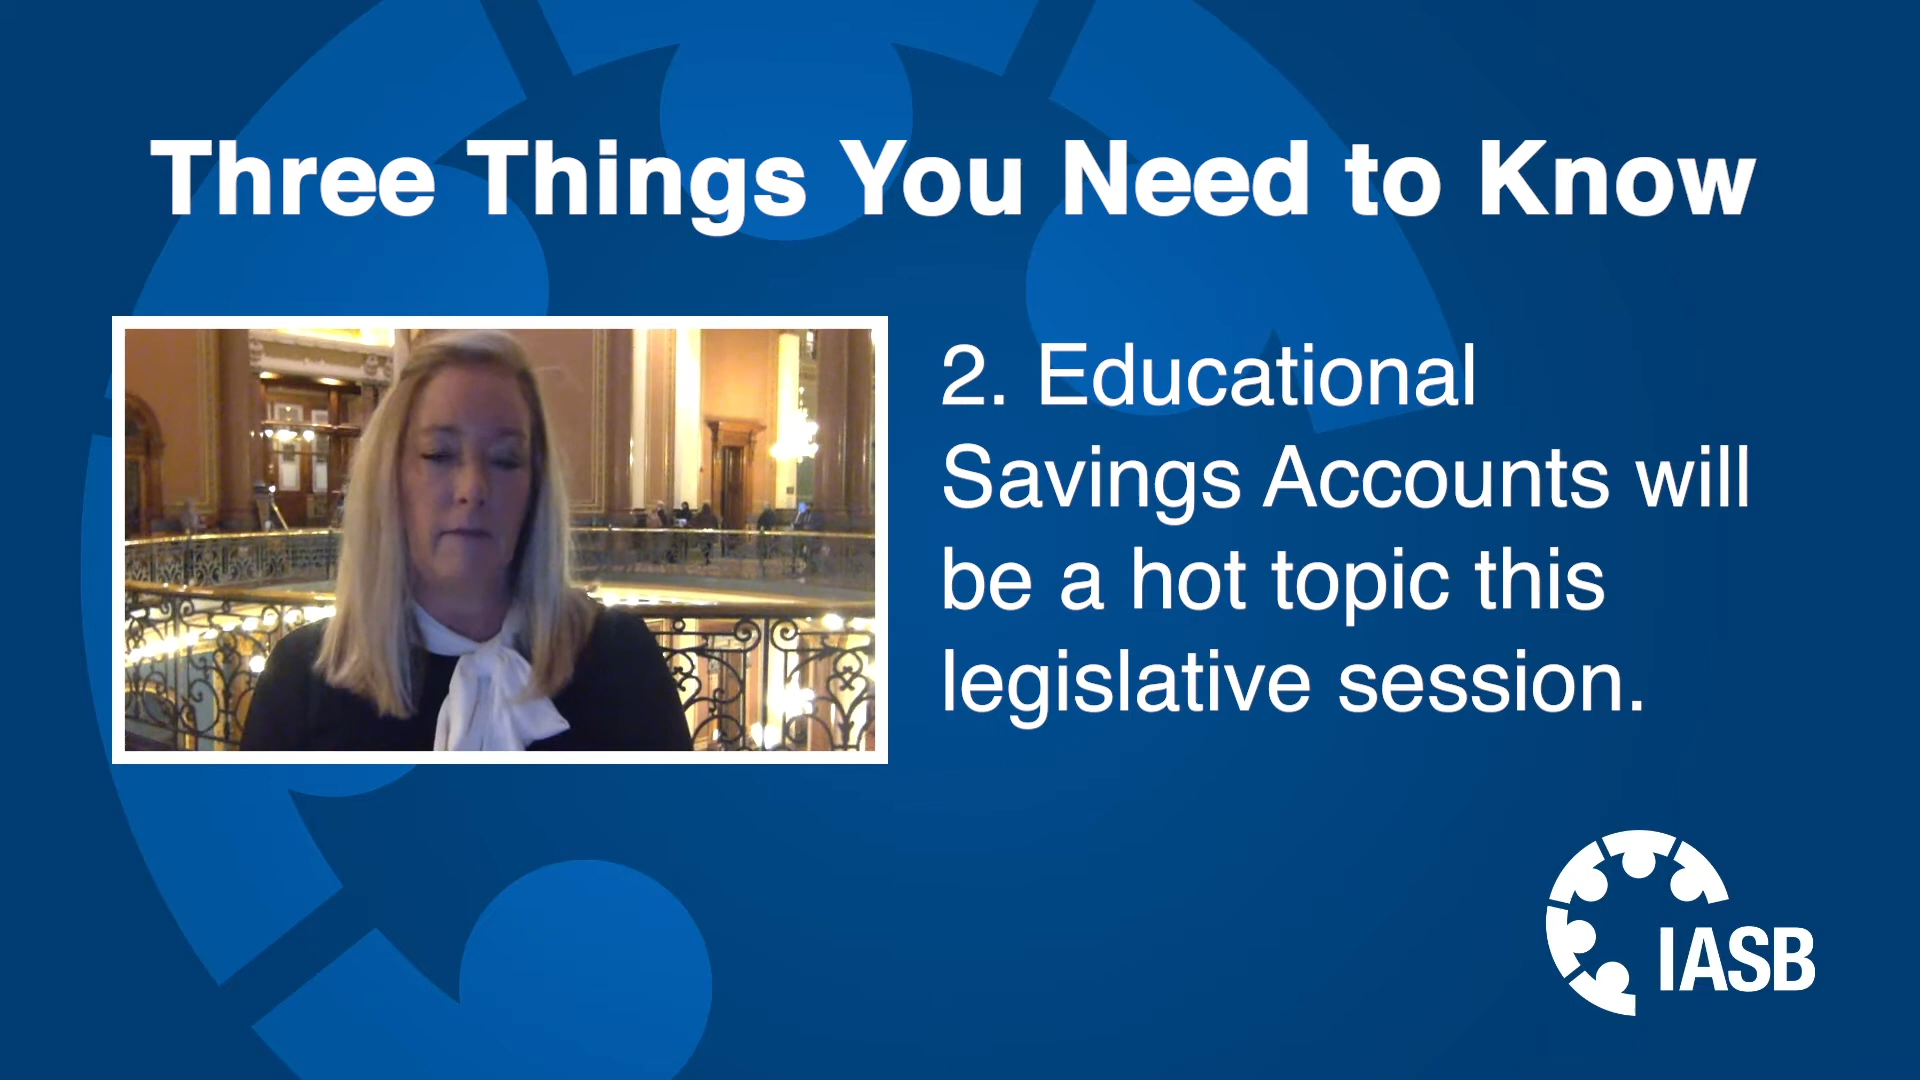 Three Things You Need to Know
2. Educational
Savings Accounts will
be a hot topic this
legislative session.
IASB